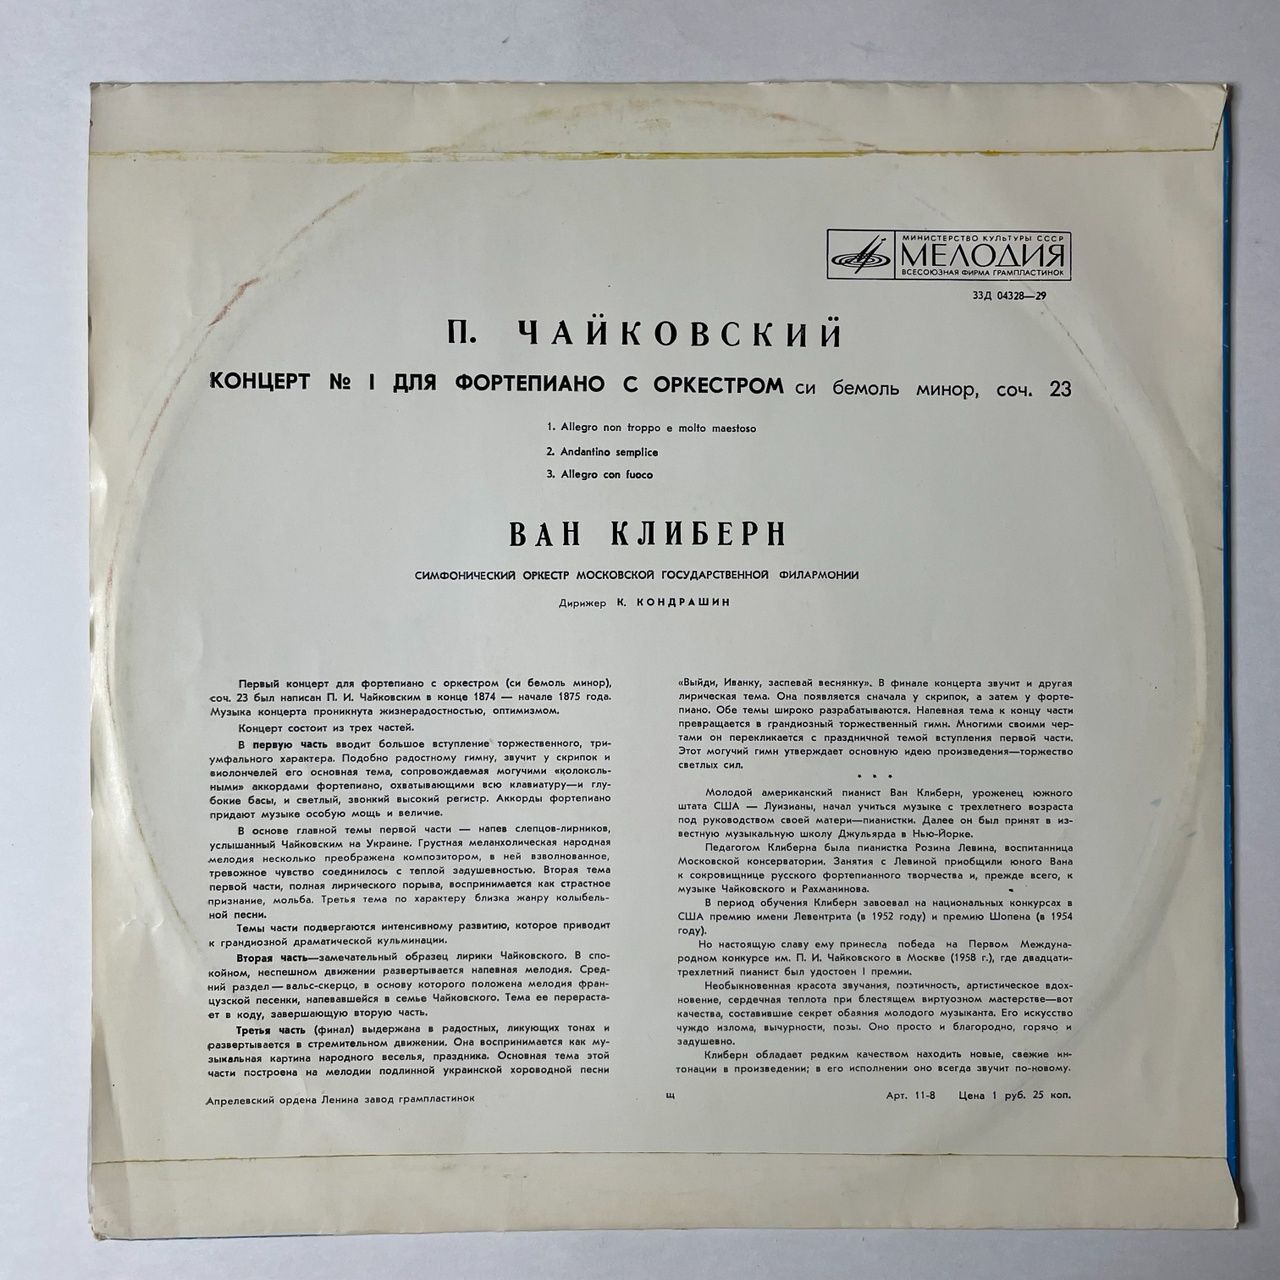 МИНИСТЕРСТВО КУЛЬТУРЫ СССР
МЕЛОДИЯ
ВСЕСОЮЗНАЯ ФИРМА ГРАМПЛАСТИНОК
33Д 04328—29
П. ЧАЙКОВСКИЙ
КОНЦЕРТ № I ДЛЯ ФОРТЕПИАНО С ОРКЕСТРОМ си бемоль минор, соч. 23
1. Allegro non troppo e molto maestoso
2. Andantino semplice
3. Allegro con fuoco
ВАН КЛИБЕРН
СИМФОНИЧЕСКИЙ ОРКЕСТР МОСКОВСКОЙ ГОСУДАРСТВЕННОЙ ФИЛАРМОНИИ
Дирижер К. КОНДРАШИН
Первый концерт для фортепиано с оркестром (си бемоль минор),
соч. 23 был написан П. И. Чайковским в конце 1874 — начале 1875 года.
Музыка концерта проникнута жизнерадостностью, оптимизмом.
Концерт состоит из трех частей.
В первую часть вводит большое вступление торжественного, три-
умфального характера. Подобно радостному гимну, звучит у скрипок и
виолончелей его основная тема, сопровождаемая могучими «колоколь-
ными» аккордами фортепиано, охватывающими всю клавиатуру—и глу-
бокие басы, и светлый, звонкий высокий регистр. Аккорды фортепиано
придают музыке особую мощь и величие.
В основе главной темы первой части — напев слепцов-лирников,
услышанный Чайковским на Украине. Грустная меланхолическая народная
мелодия несколько преображена композитором, в ней взволнованное,
тревожное чувство соединилось с теплой задушевностью. Вторая тема
первой части, полная лирического порыва, воспринимается как страстное
признание, мольба. Третья тема по характеру близка жанру колыбель-
ной песни.
Темы части подвергаются интенсивному развитию, которое приводит
к грандиозной драматической кульминации.
Вторая часть—замечательный образец лирики Чайковского. В спо-
койном, неспешном движении развертывается напевная мелодия. Сред-
ний раздел — вальс-скерцо, в основу которого положена мелодия фран-
цузской песенки, напевавшейся в семье Чайковского. Тема ее перераста-
ет в коду, завершающую вторую часть.
Третья часть (финал) выдержана в радостных, ликующих тонах и
развертывается в стремительном движении. Она воспринимается как му-
зыкальная картина народного веселья, праздника. Основная тема этой
части построена на мелодии подлинной украинской хороводной песни
«Выйди, Иванку, заспевай веснянку». В финале концерта звучит и другая
лирическая тема. Она появляется сначала у скрипок, а затем у форте-
пиано. Обе темы широко разрабатываются. Напевная тема к концу части
превращается в грандиозный торжественный гимн. Многими своими чер-
тами он перекликается с праздничной темой вступления первой части.
Этот могучий гимн утверждает основную идею произведения—торжество
светлых сил.
* * *
Молодой американский пианист Ван Клиберн, уроженец южного
штата США — Луизианы, начал учиться музыке с трехлетнего возраста
под руководством своей матери—пианистки. Далее он был принят в из-
вестную музыкальную школу Джульярда в Нью-Йорке.
Педагогом Клиберна была пианистка Розина Левина, воспитанница
Московской консерватории. Занятия с Левиной приобщили юного Вана
к сокровищнице русского фортепианного творчества и, прежде всего, к
музыке Чайковского и Рахманинова.
В период обучения Клиберн завоевал на национальных конкурсах в
США премию имени Левентрита (в 1952 году) и премию Шопена (в 1954
году).
Но настоящую славу ему принесла победа на Первом Междуна-
родном конкурсе им. П. И. Чайковского в Москве (1958 г.), где двадцати-
трехлетний пианист был удостоен I премии.
Необыкновенная красота звучания, поэтичность, артистическое вдох-
новение, сердечная теплота при блестящем виртуозном мастерстве—вот
качества, составившие секрет обаяния молодого музыканта. Его искусство
чуждо излома, вычурности, позы. Оно просто и благородно, горячо и
задушевно.
Клиберн обладает редким качеством находить новые, свежие ин-
тонации в произведении; в его исполнении оно всегда звучит по-новому.
Апрелевский ордена Ленина завод грампластинок
щ
Арт. 11-8 Цена 1 руб. 25 коп.